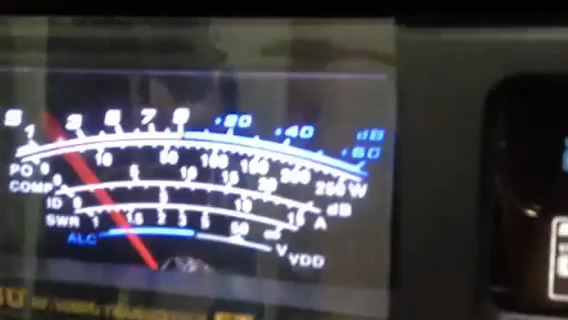 S 1 3 5 7 9 +20 +40 +60 dB
PO 0 10 50 100 150 200 250 W
COMP 0 5 10 15 20 dB
ID 0 5 10 15 A
SWR 1 1.5 2 3 5 50 ∞
ALC V VDD